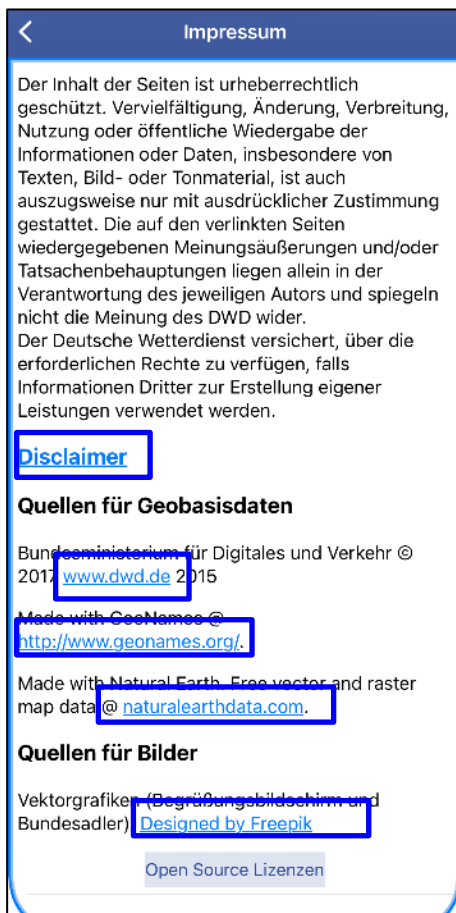 Impressum
Der Inhalt der Seiten ist urheberrechtlich
geschützt. Vervielfältigung, Änderung, Verbreitung,
Nutzung oder öffentliche Wiedergabe der
Informationen oder Daten, insbesondere von
Texten, Bild- oder Tonmaterial, ist auch
auszugsweise nur mit ausdrücklicher Zustimmung
gestattet. Die auf den verlinkten Seiten
wiedergegebenen Meinungsäußerungen und/oder
Tatsachenbehauptungen liegen allein in der
Verantwortung des jeweiligen Autors und spiegeln
nicht die Meinung des DWD wider.
Der Deutsche Wetterdienst versichert, über die
erforderlichen Rechte zu verfügen, falls
Informationen Dritter zur Erstellung eigener
Leistungen verwendet werden.
Disclaimer
Quellen für Geobasisdaten
Bundesministerium für Digitales und Verkehr ©
2017 www.dwd.de 2015
Made with GeoNames @
http://www.geonames.org/.
Made with Natural Earth. Free vector and raster
map data @ naturalearthdata.com.
Quellen für Bilder
Vektorgrafiken (Begrüßungsbildschirm und
Bundesadler) Designed by Freepik
Open Source Lizenzen